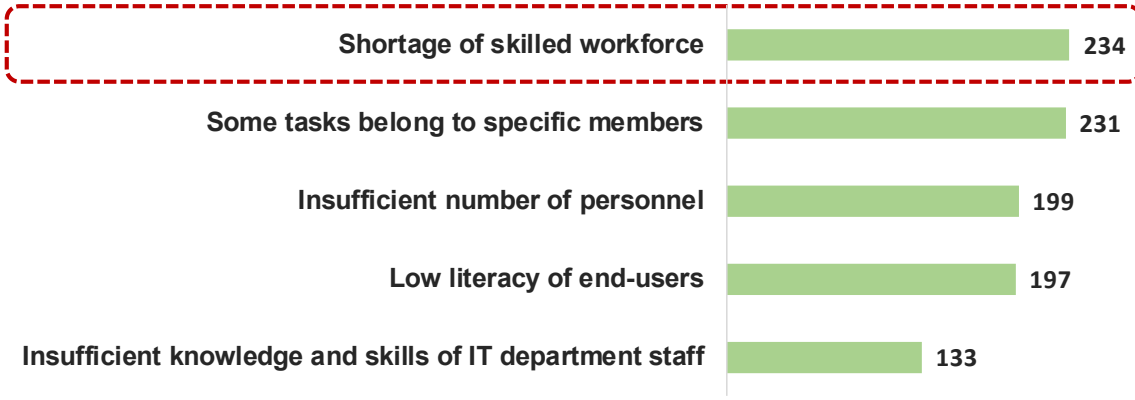 Shortage of skilled workforce 234
Some tasks belong to specific members 231
Insufficient number of personnel 199
Low literacy of end-users 197
Insufficient knowledge and skills of IT department staff 133